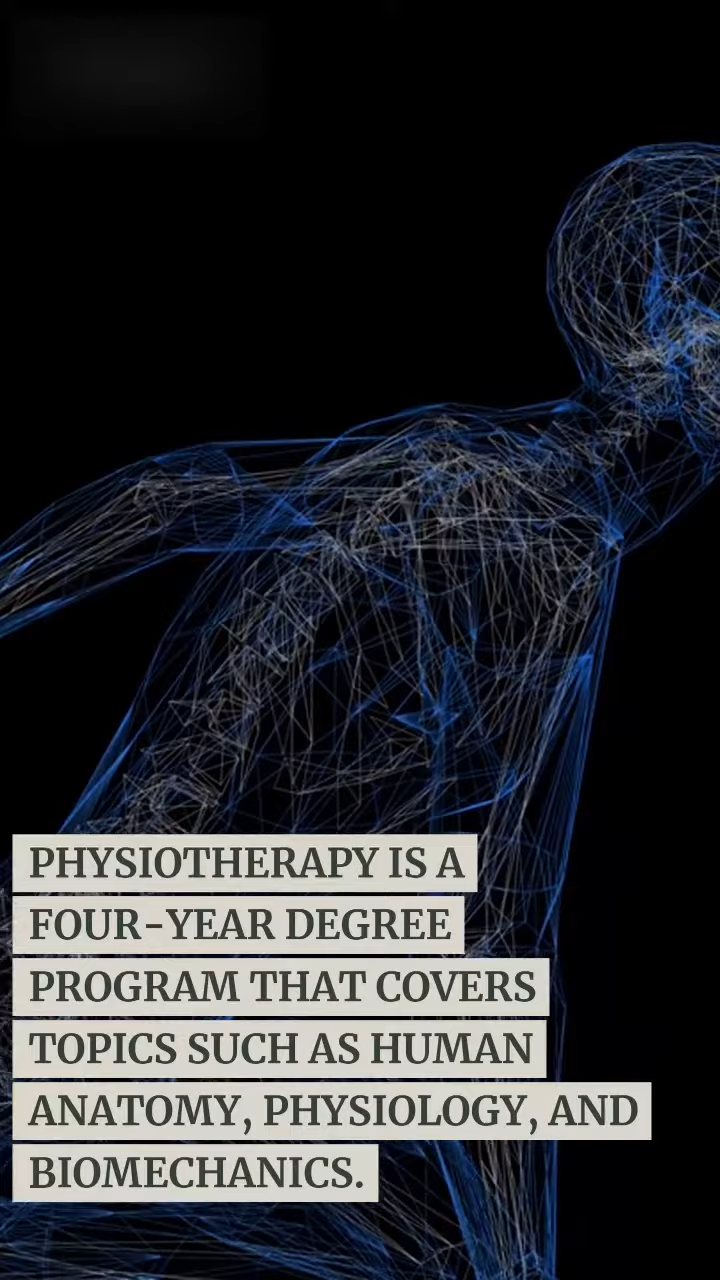 PHYSIOTHERAPY IS A
FOUR-YEAR DEGREE
PROGRAM THAT COVERS
TOPICS SUCH AS HUMAN
ANATOMY, PHYSIOLOGY, AND
BIOMECHANICS.